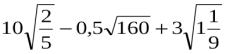 10√(2/5) − 0,5√160 + 3√(1 1/9)